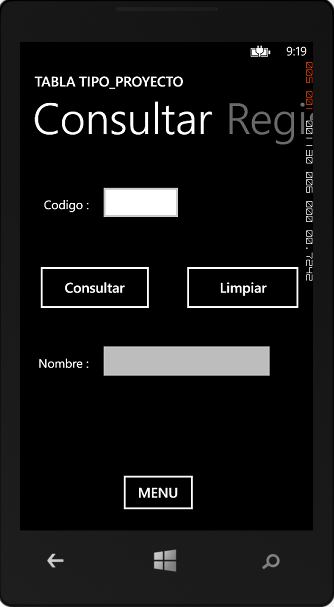 9:19
TABLA TIPO_PROYECTO
Consultar Regi
Codigo :
Consultar
Limpiar
Nombre :
MENU